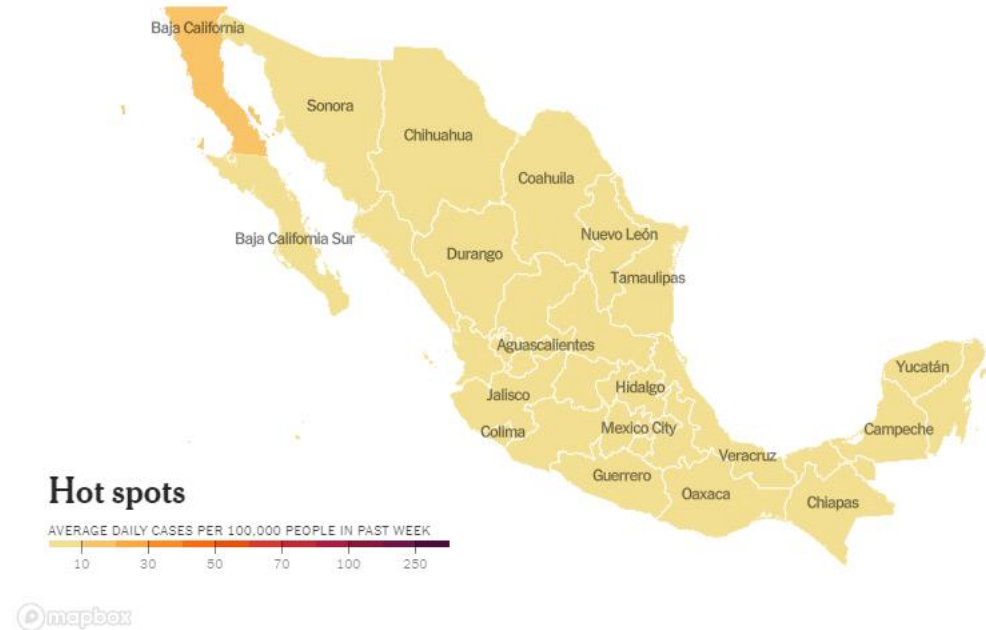 Baja California
Sonora
Chihuahua
Coahuila
Nuevo León
Baja California Sur
Durango
Tamaulipas
Aguascalientes
Yucatán
Jalisco
Hidalgo
Colima
Mexico City
Campeche
Veracruz
Guerrero
Oaxaca
Chiapas
Hot spots
AVERAGE DAILY CASES PER 100,000 PEOPLE IN PAST WEEK
10 30 50 70 100 250
mapbox